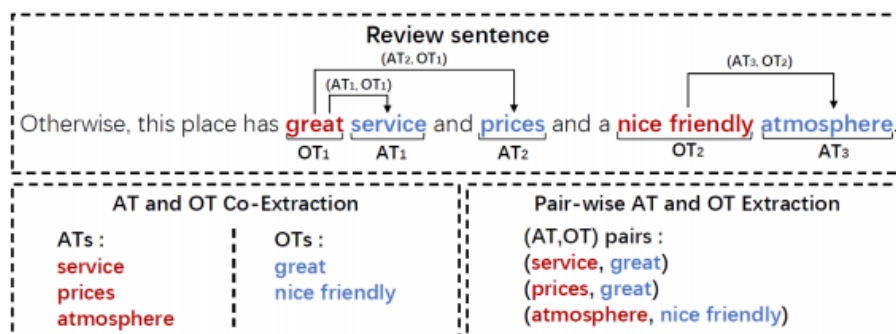 Review sentence
(AT2, OT1)
(AT1, OT1)
(AT3, OT2)
Otherwise, this place has great service and prices and a nice friendly atmosphere.
OT1 AT1 AT2 OT2 AT3
AT and OT Co-Extraction
ATs :
service
prices
atmosphere
OTs :
great
nice friendly
Pair-wise AT and OT Extraction
(AT,OT) pairs :
(service, great)
(prices, great)
(atmosphere, nice friendly)